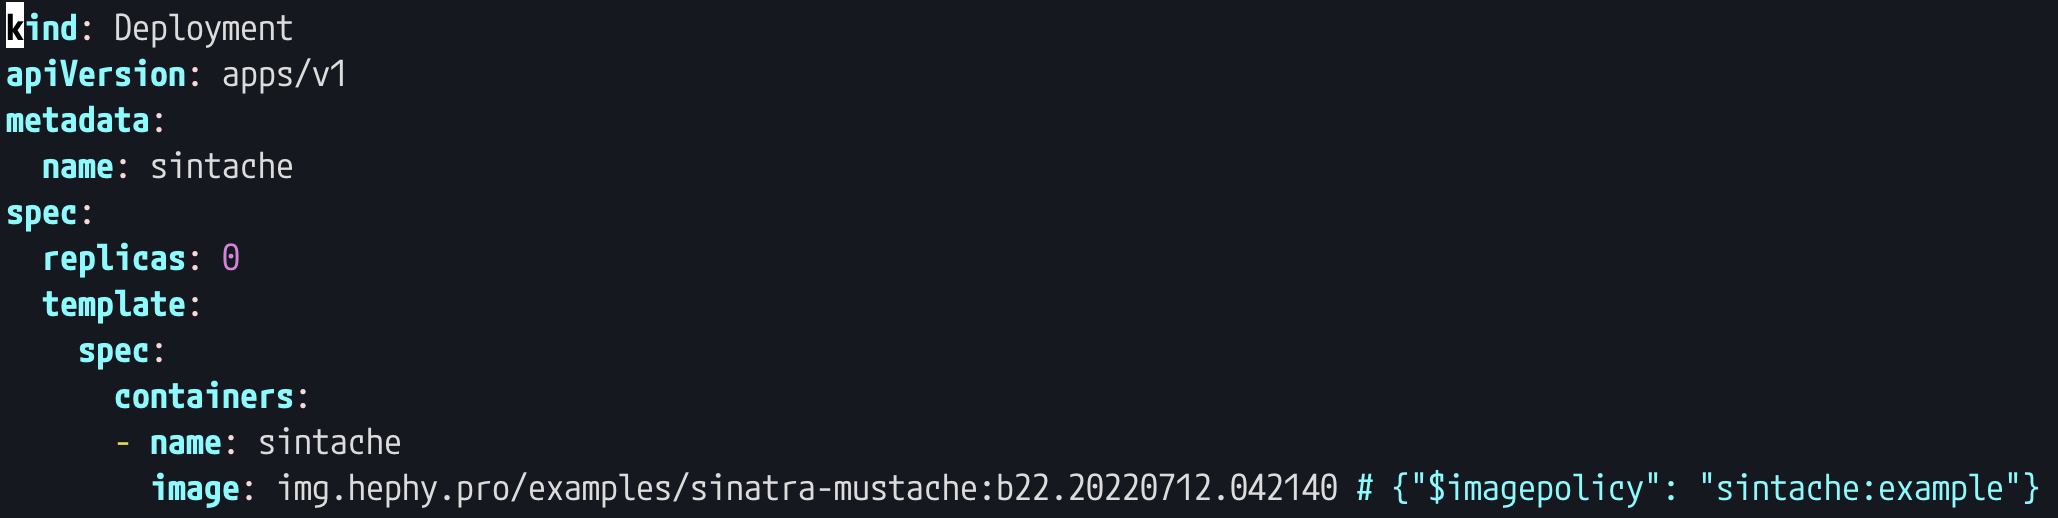 kind: Deployment
apiVersion: apps/v1
metadata:
  name: sintache
spec:
  replicas: 0
  template:
    spec:
      containers:
      - name: sintache
        image: img.hephy.pro/examples/sinatra-mustache:b22.20220712.042140 # {"$imagepolicy": "sintache:example"}